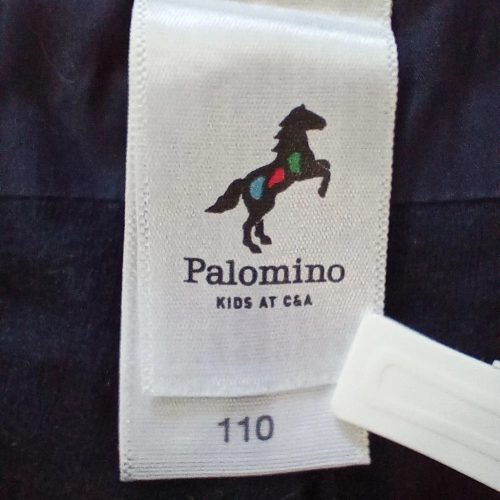 Palomino
KIDS AT C&A
110